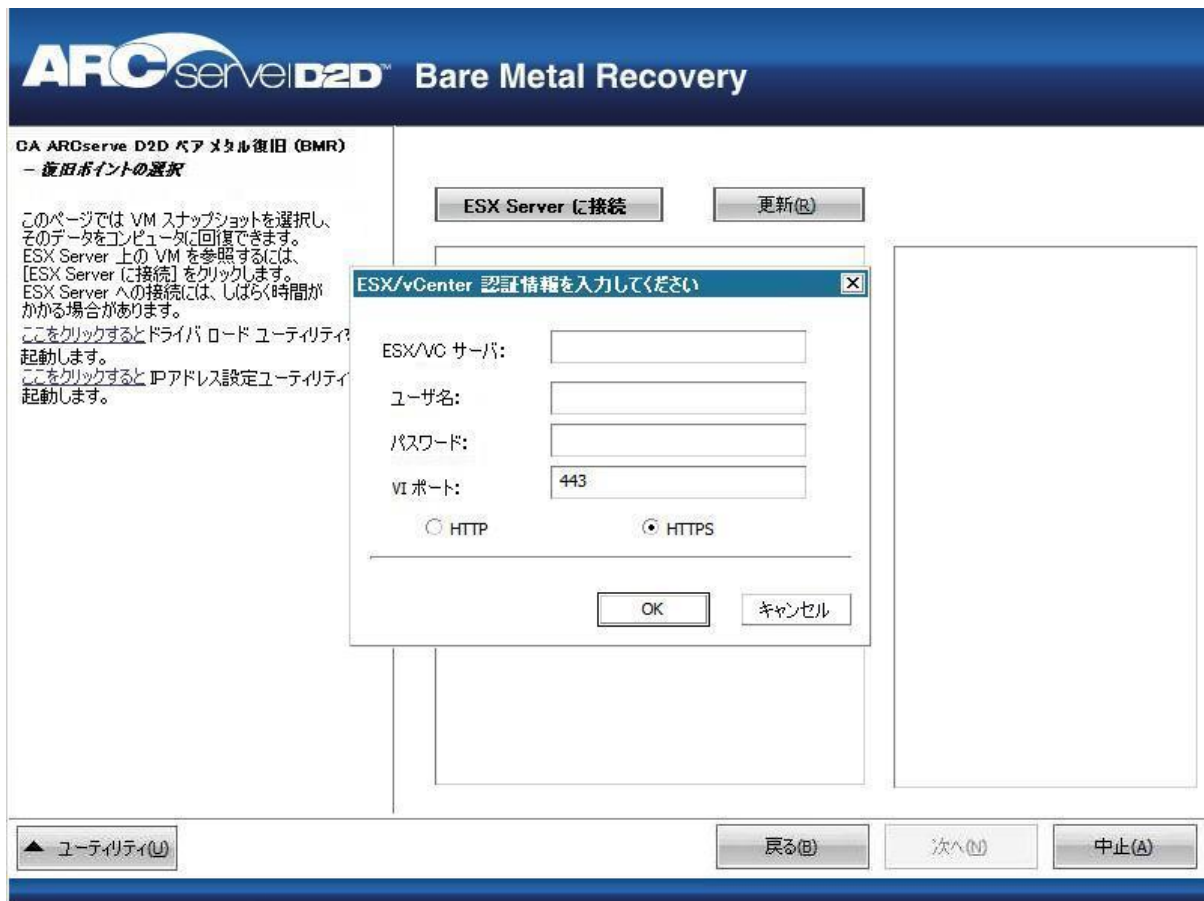 ARCserve D2D™ Bare Metal Recovery
CA ARCserve D2D ベア メタル復旧 (BMR)
– 復旧ポイントの選択
このページでは VM スナップショットを選択し、
そのデータをコンピュータに回復できます。
ESX Server 上の VM を参照するには、
[ESX Server に接続] をクリックします。
ESX Server への接続には、しばらく時間が
かかる場合があります。
ここをクリックするとドライバ ロード ユーティリティを
起動します。
ここをクリックすると IPアドレス設定ユーティリティ
起動します。
ESX Server に接続
更新(R)
ESX/vCenter 認証情報を入力してください
ESX/VC サーバ:
ユーザ名:
パスワード:
VI ポート:
443
HTTP
HTTPS
OK
キャンセル
▲ ユーティリティ(U)
戻る(B)
次へ(N)
中止(A)